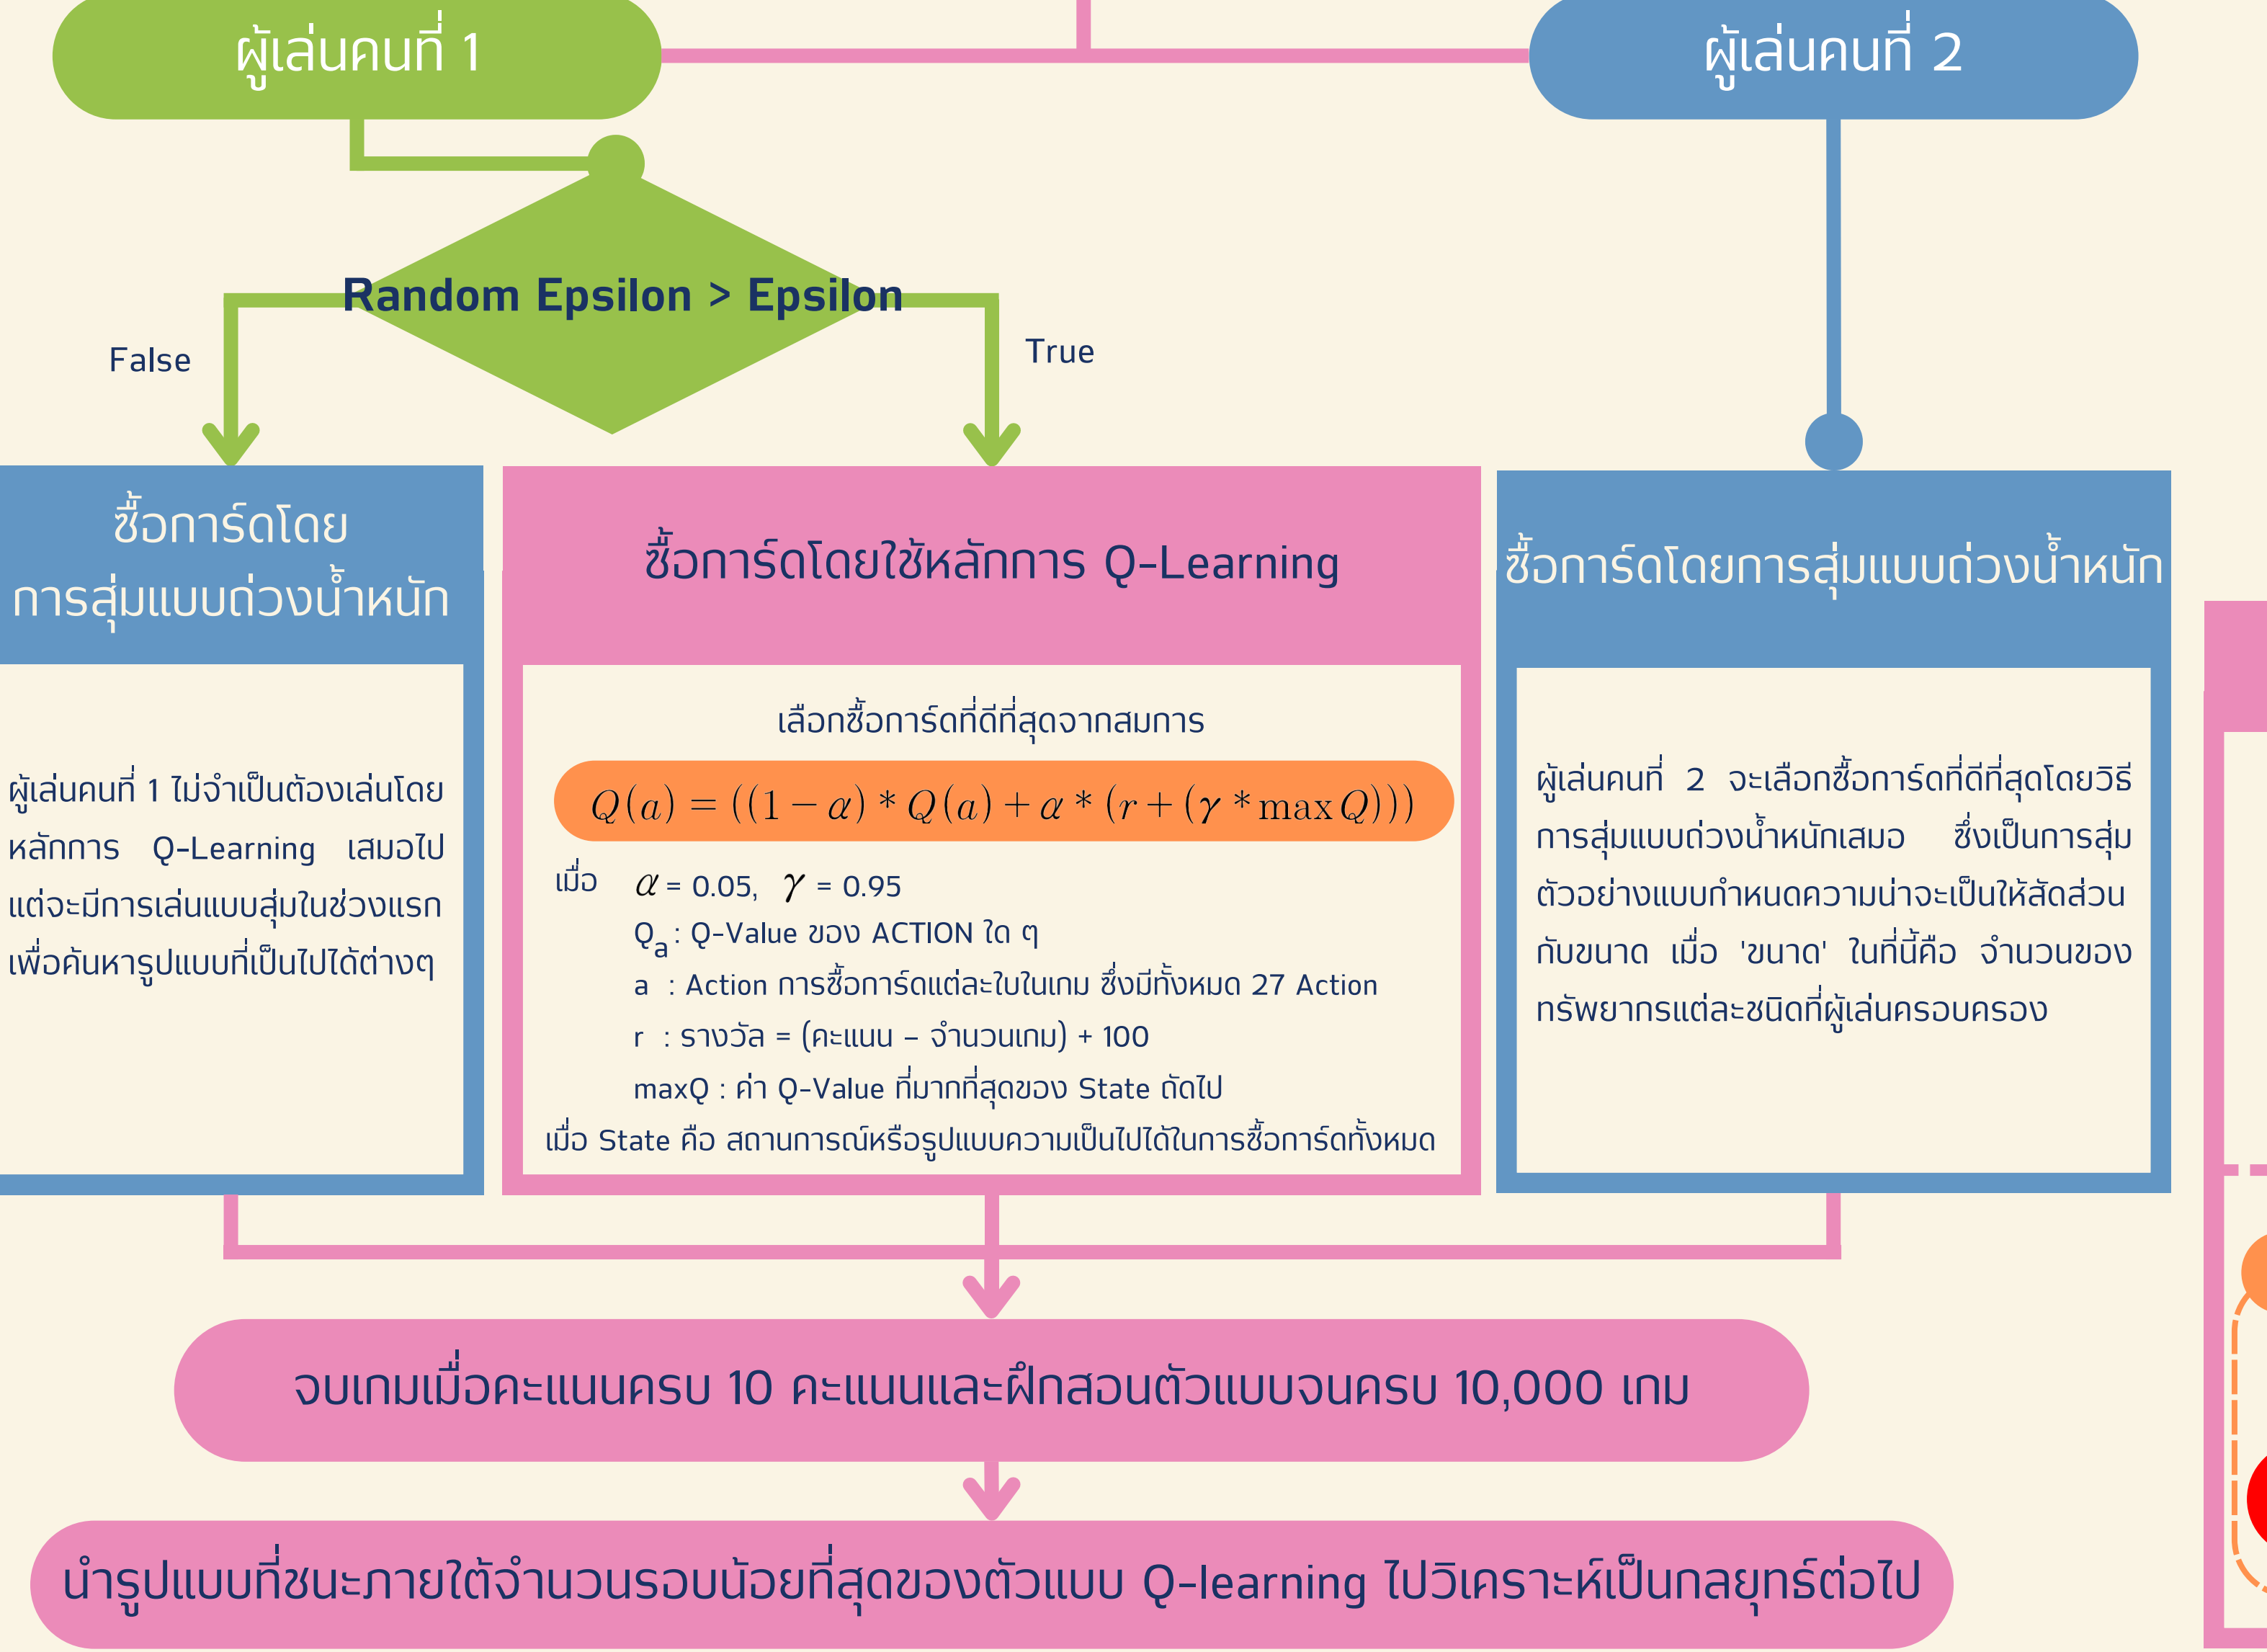 ผู้เล่นคนที่ 1
ผู้เล่นคนที่ 2
Random Epsilon > Epsilon
False
True
ซื้อการ์ดโดย
การสุ่มแบบถ่วงน้ำหนัก
ผู้เล่นคนที่ 1 ไม่จำเป็นต้องเล่นโดย
หลักการ Q-Learning เสมอไป
แต่จะมีการเล่นแบบสุ่มในช่วงแรก
เพื่อค้นหารูปแบบที่เป็นไปได้ต่างๆ
ซื้อการ์ดโดยใช้หลักการ Q-Learning
เลือกซื้อการ์ดที่ดีที่สุดจากสมการ
Q(a) = ((1 − α) * Q(a) + α * (r + (γ * max Q)))
เมื่อ α = 0.05, γ = 0.95
Qa : Q-Value ของ ACTION ใด ๆ
a : Action การซื้อการ์ดแต่ละใบในเกม ซึ่งมีทั้งหมด 27 Action
r : รางวัล = (คะแนน – จำนวนเกม) + 100
maxQ : ค่า Q-Value ที่มากที่สุดของ State ถัดไป
เมื่อ State คือ สถานการณ์หรือรูปแบบความเป็นไปได้ในการซื้อการ์ดทั้งหมด
ซื้อการ์ดโดยการสุ่มแบบถ่วงน้ำหนัก
ผู้เล่นคนที่ 2 จะเลือกซื้อการ์ดที่ดีที่สุดโดยวิธี
การสุ่มแบบถ่วงน้ำหนักเสมอ ซึ่งเป็นการสุ่ม
ตัวอย่างแบบกำหนดความน่าจะเป็นให้สัดส่วน
กับขนาด เมื่อ 'ขนาด' ในที่นี้คือ จำนวนของ
ทรัพยากรแต่ละชนิดที่ผู้เล่นครอบครอง
จบเกมเมื่อคะแนนครบ 10 คะแนนและฝึกสอนตัวแบบจนครบ 10,000 เกม
นำรูปแบบที่ชนะภายใต้จำนวนรอบน้อยที่สุดของตัวแบบ Q-learning ไปวิเคราะห์เป็นกลยุทธ์ต่อไป